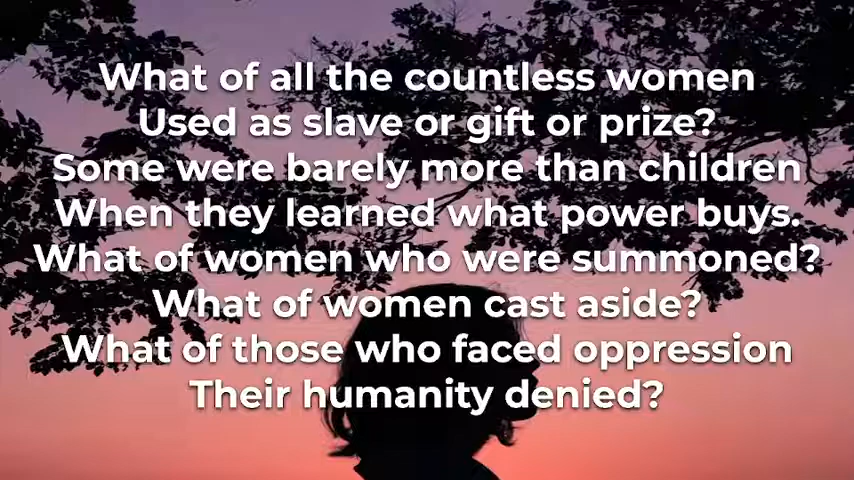 What of all the countless women
Used as slave or gift or prize?
Some were barely more than children
When they learned what power buys.
What of women who were summoned?
What of women cast aside?
What of those who faced oppression
Their humanity denied?